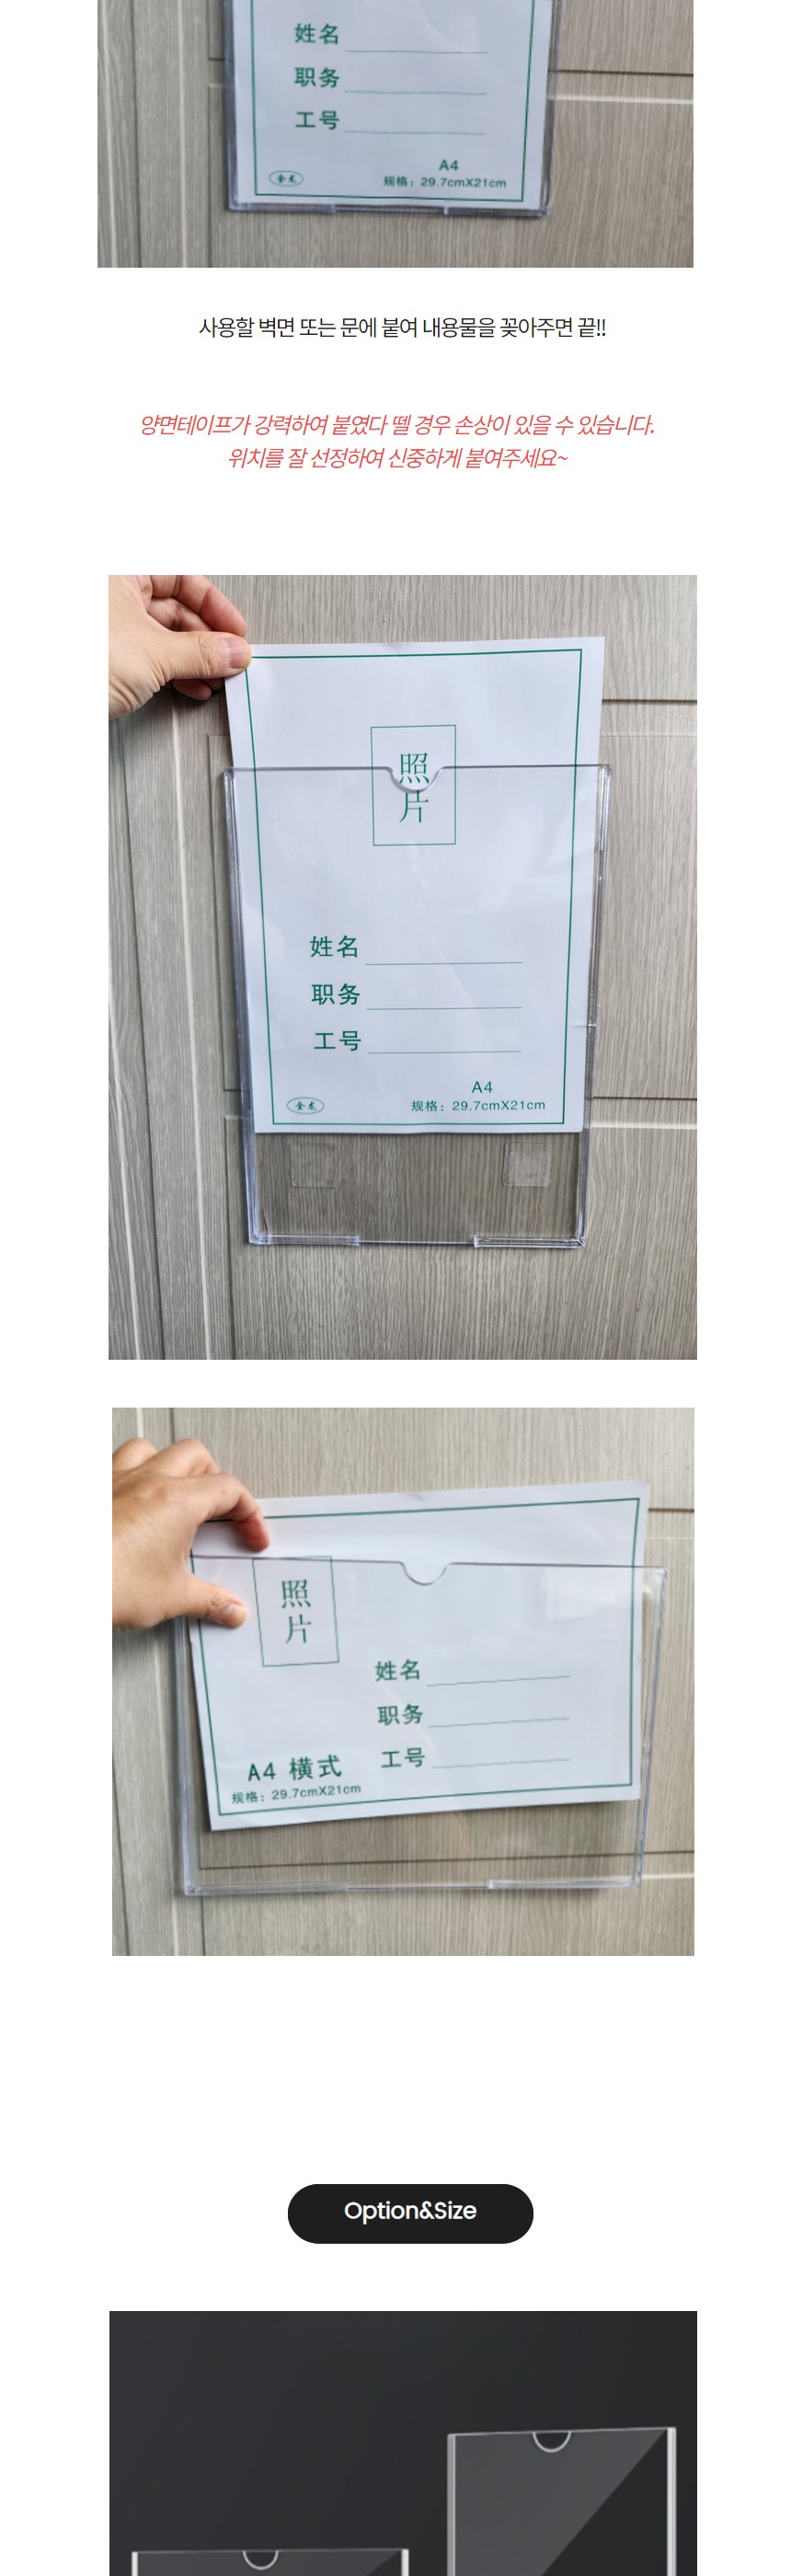 姓名
职务
工号
A4
金龙
规格：29.7cmX21cm
사용할 벽면 또는 문에 붙여 내용물을 꽂아주면 끝!!
양면테이프가 강력하여 붙였다 뗄 경우 손상이 있을 수 있습니다.
위치를 잘 선정하여 신중하게 붙여주세요~
照
片
姓名
职务
工号
A4
金龙
规格：29.7cmX21cm
照
片
姓名
职务
工号
A4 横式
规格：29.7cmX21cm
Option&Size